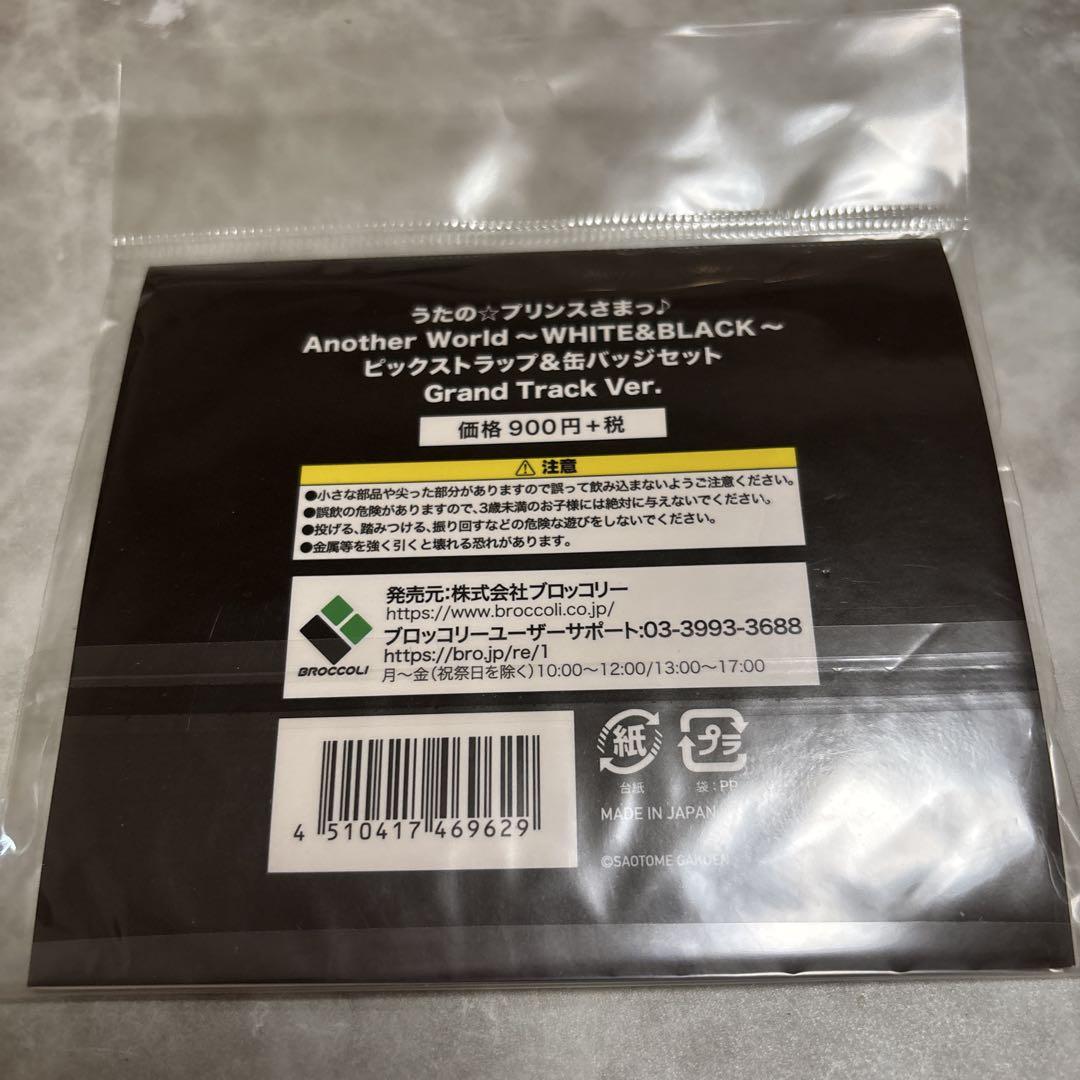 うたの☆プリンスさまっ♪
Another World ～WHITE&BLACK～
ピックストラップ&缶バッジセット
Grand Track Ver.
価格 900円+税
⚠ 注意
●小さな部品や尖った部分がありますので誤って飲み込まないようご注意ください。
●誤飲の危険がありますので、3歳未満のお子様には絶対に与えないでください。
●投げる、踏みつける、振り回すなどの危険な遊びをしないでください。
●金属等を強く引くと壊れる恐れがあります。
BROCCOLI
発売元:株式会社ブロッコリー
https://www.broccoli.co.jp/
ブロッコリーユーザーサポート:03-3993-3688
https://bro.jp/re/1
月～金(祝祭日を除く)10:00～12:00/13:00～17:00
4 510417 469629
紙
台紙
プラ
袋:PP
MADE IN JAPAN
©SAOTOME GARDEN